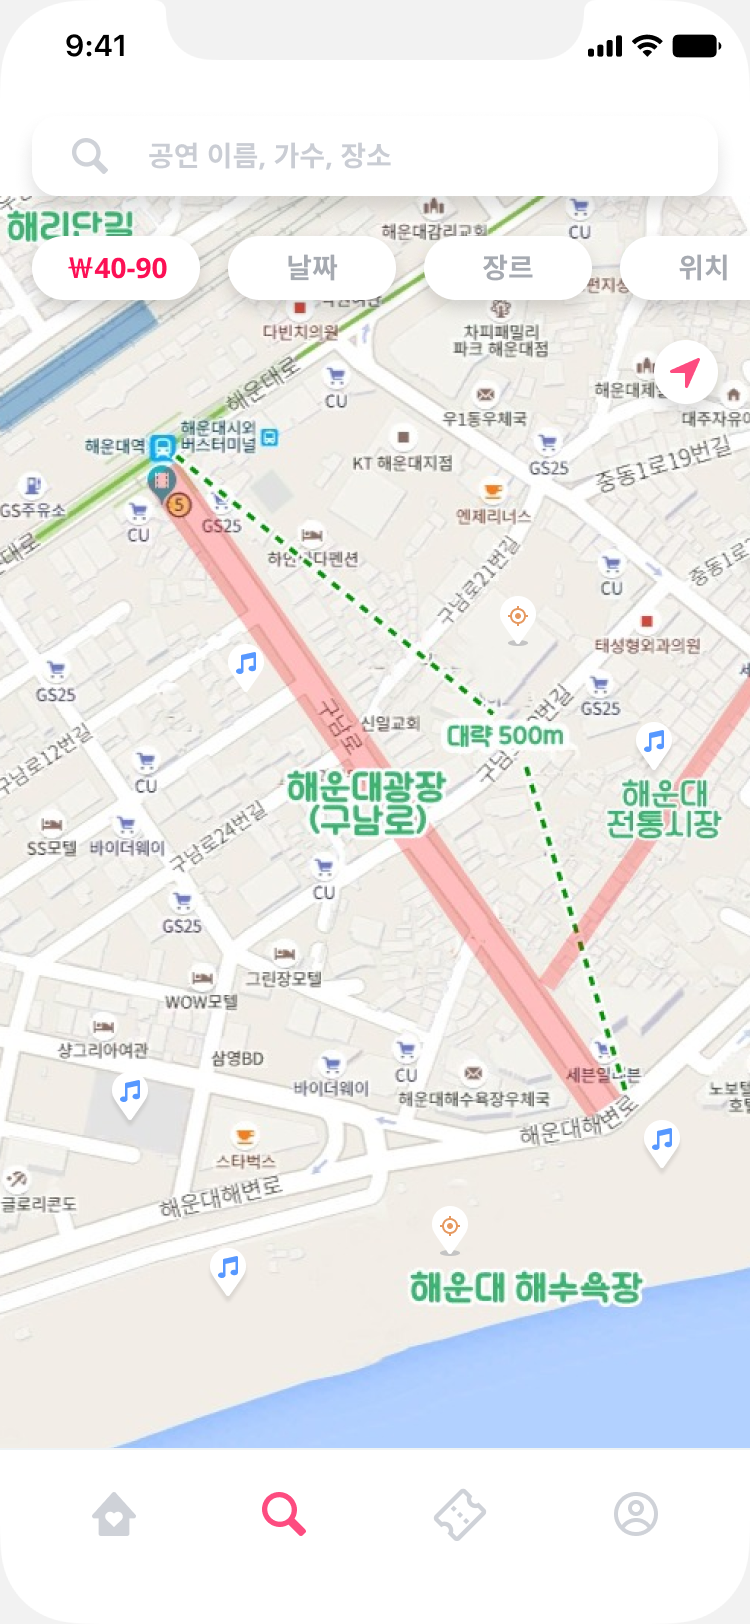 9:41
공연 이름, 가수, 장소
해리단길
해운대감리교회
CU
₩40-90
날짜
장르
위치
다빈치의원
차피패밀리
파크 해운대점
해운대로
CU
우1동우체국
해운대시외
버스터미널
해운대역
KT 해운대지점
GS25
중동1로19번길
GS주유소
5
CU
GS25
엔제리너스
구남로21번길
CU
태성형외과의원
GS25
GS25
구남로
신일교회
대략 500m
구남로12번길
CU
해운대광장
(구남로)
해운대
전통시장
SS모텔
바이더웨이
구남로24번길
CU
GS25
그린장모텔
WOW모텔
샹그리아여관
삼영BD
바이더웨이
CU
해운대해수욕장우체국
해운대해변로
스타벅스
해운대해변로
글로리콘도
해운대 해수욕장